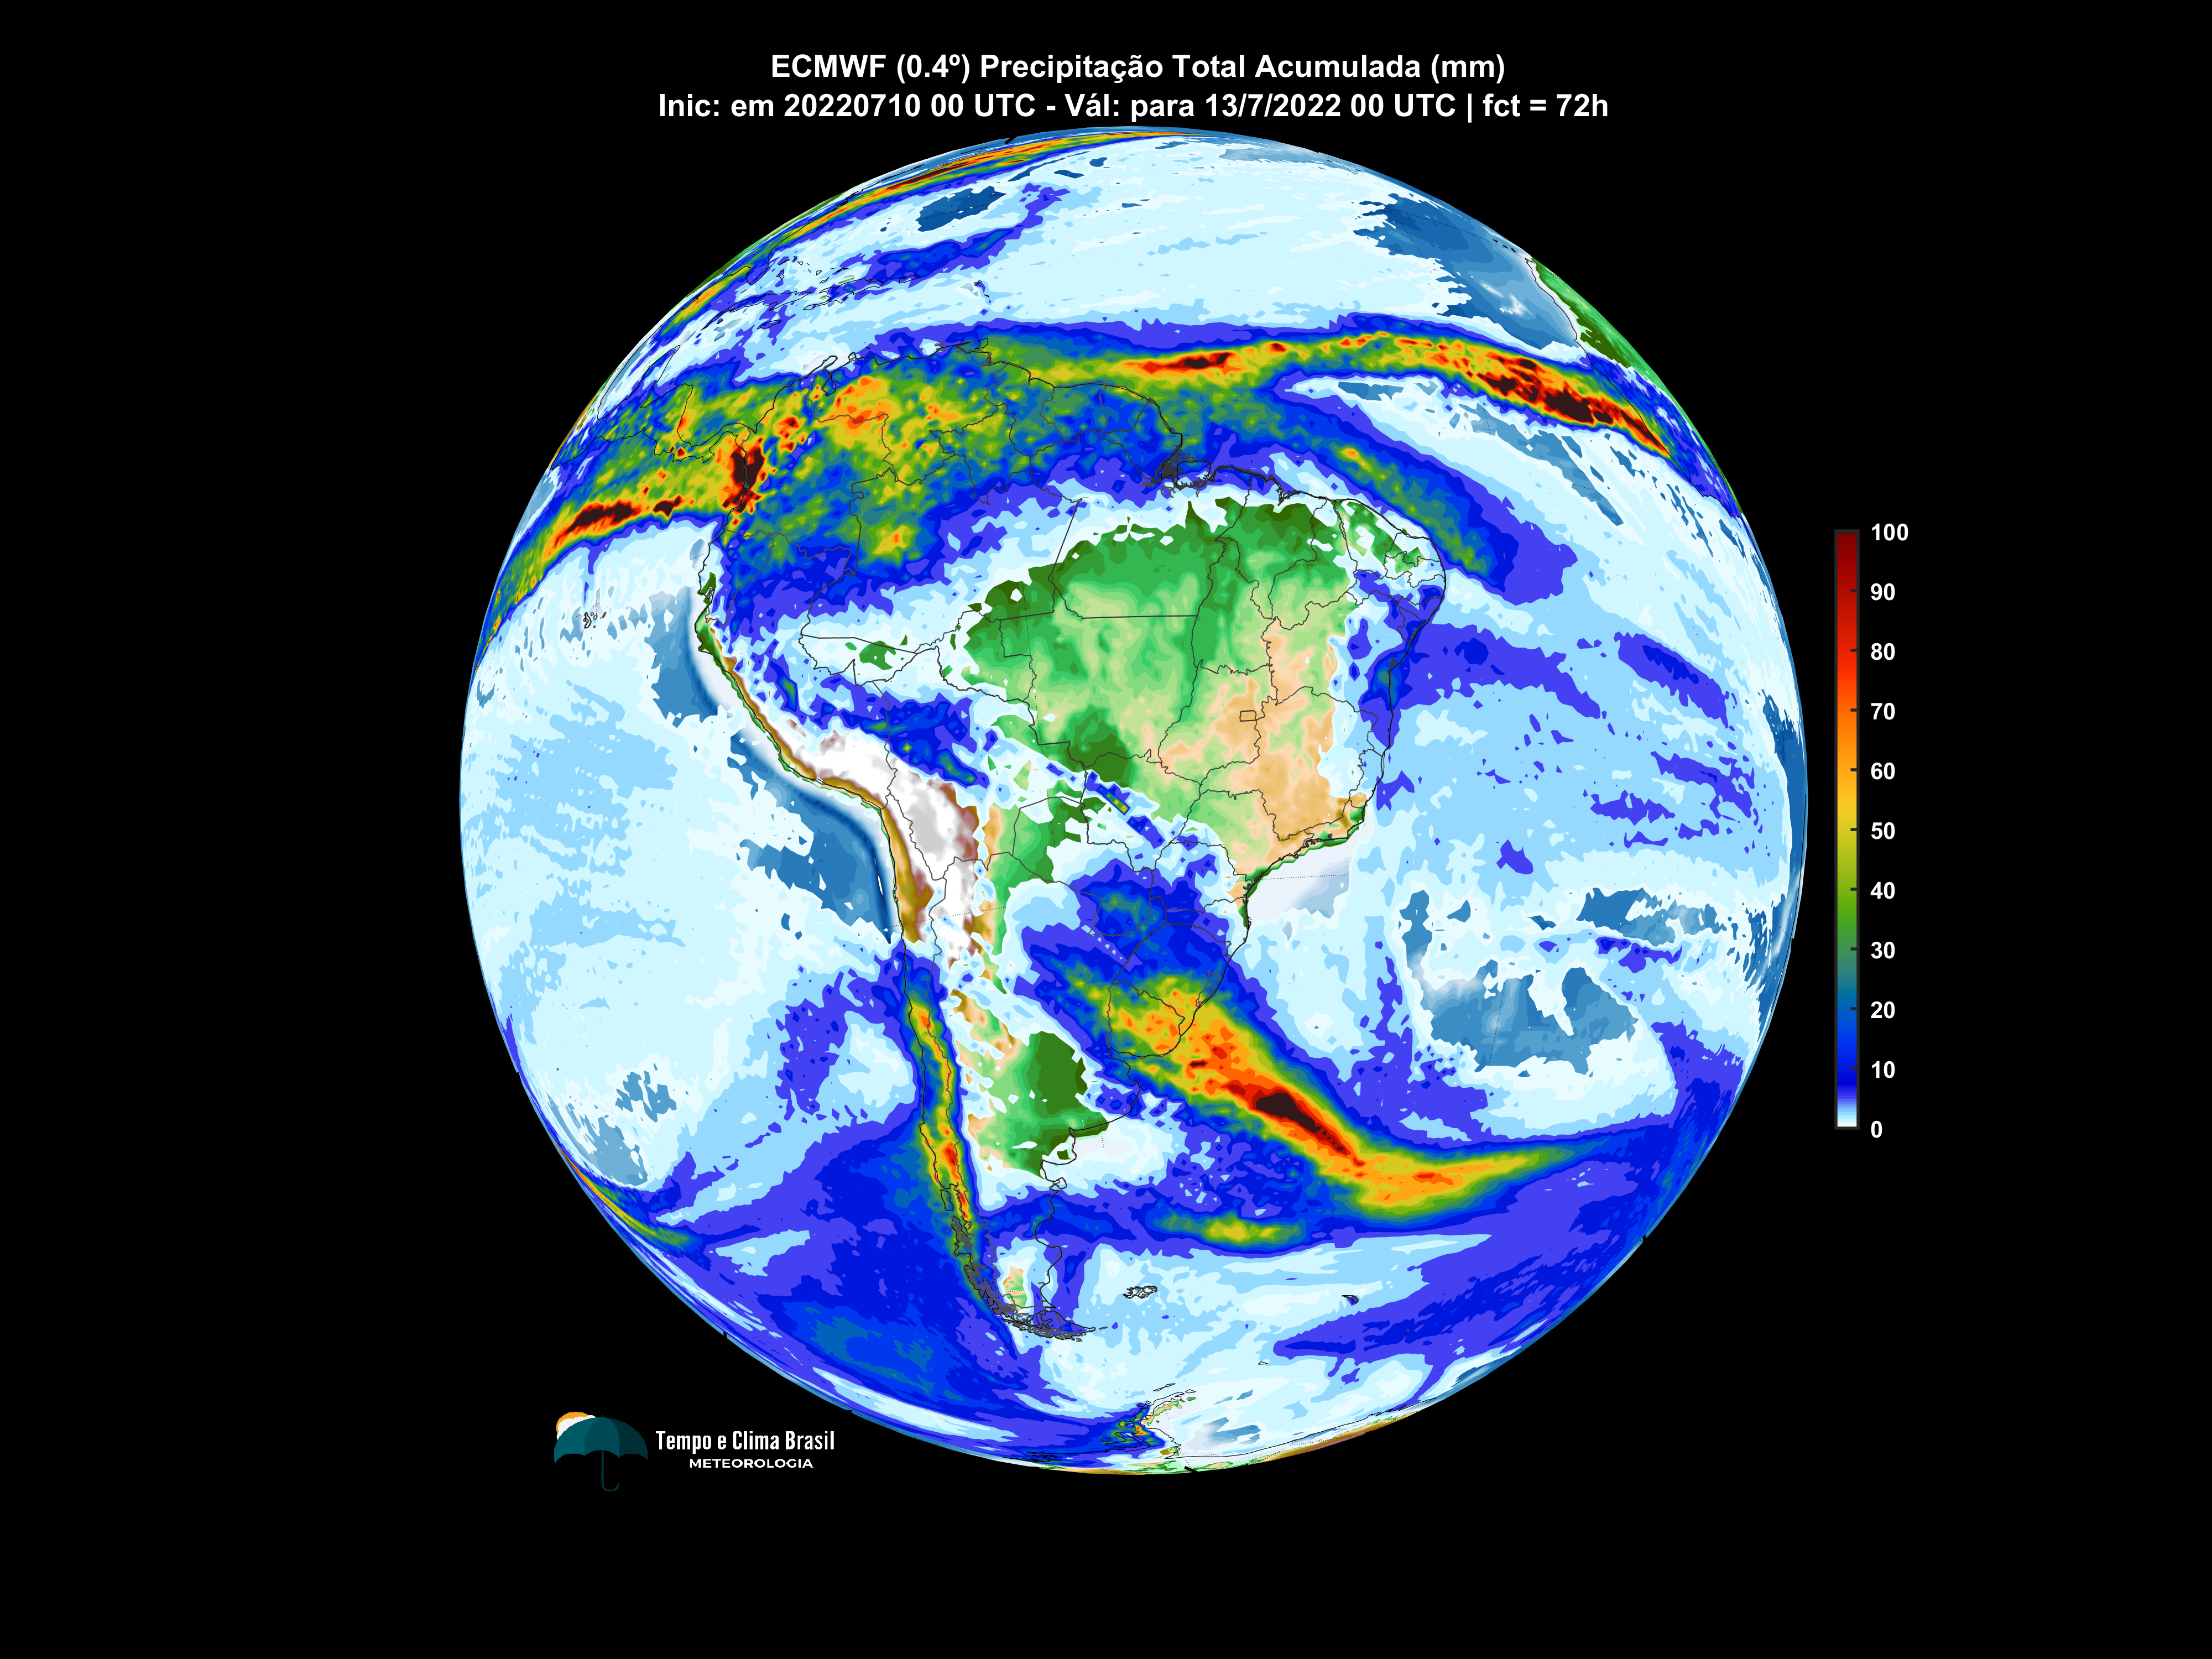 ECMWF (0.4º) Precipitação Total Acumulada (mm)
Inic: em 20220710 00 UTC - Vál: para 13/7/2022 00 UTC | fct = 72h
100
90
80
70
60
50
40
30
20
10
0
Tempo e Clima Brasil
METEOROLOGIA